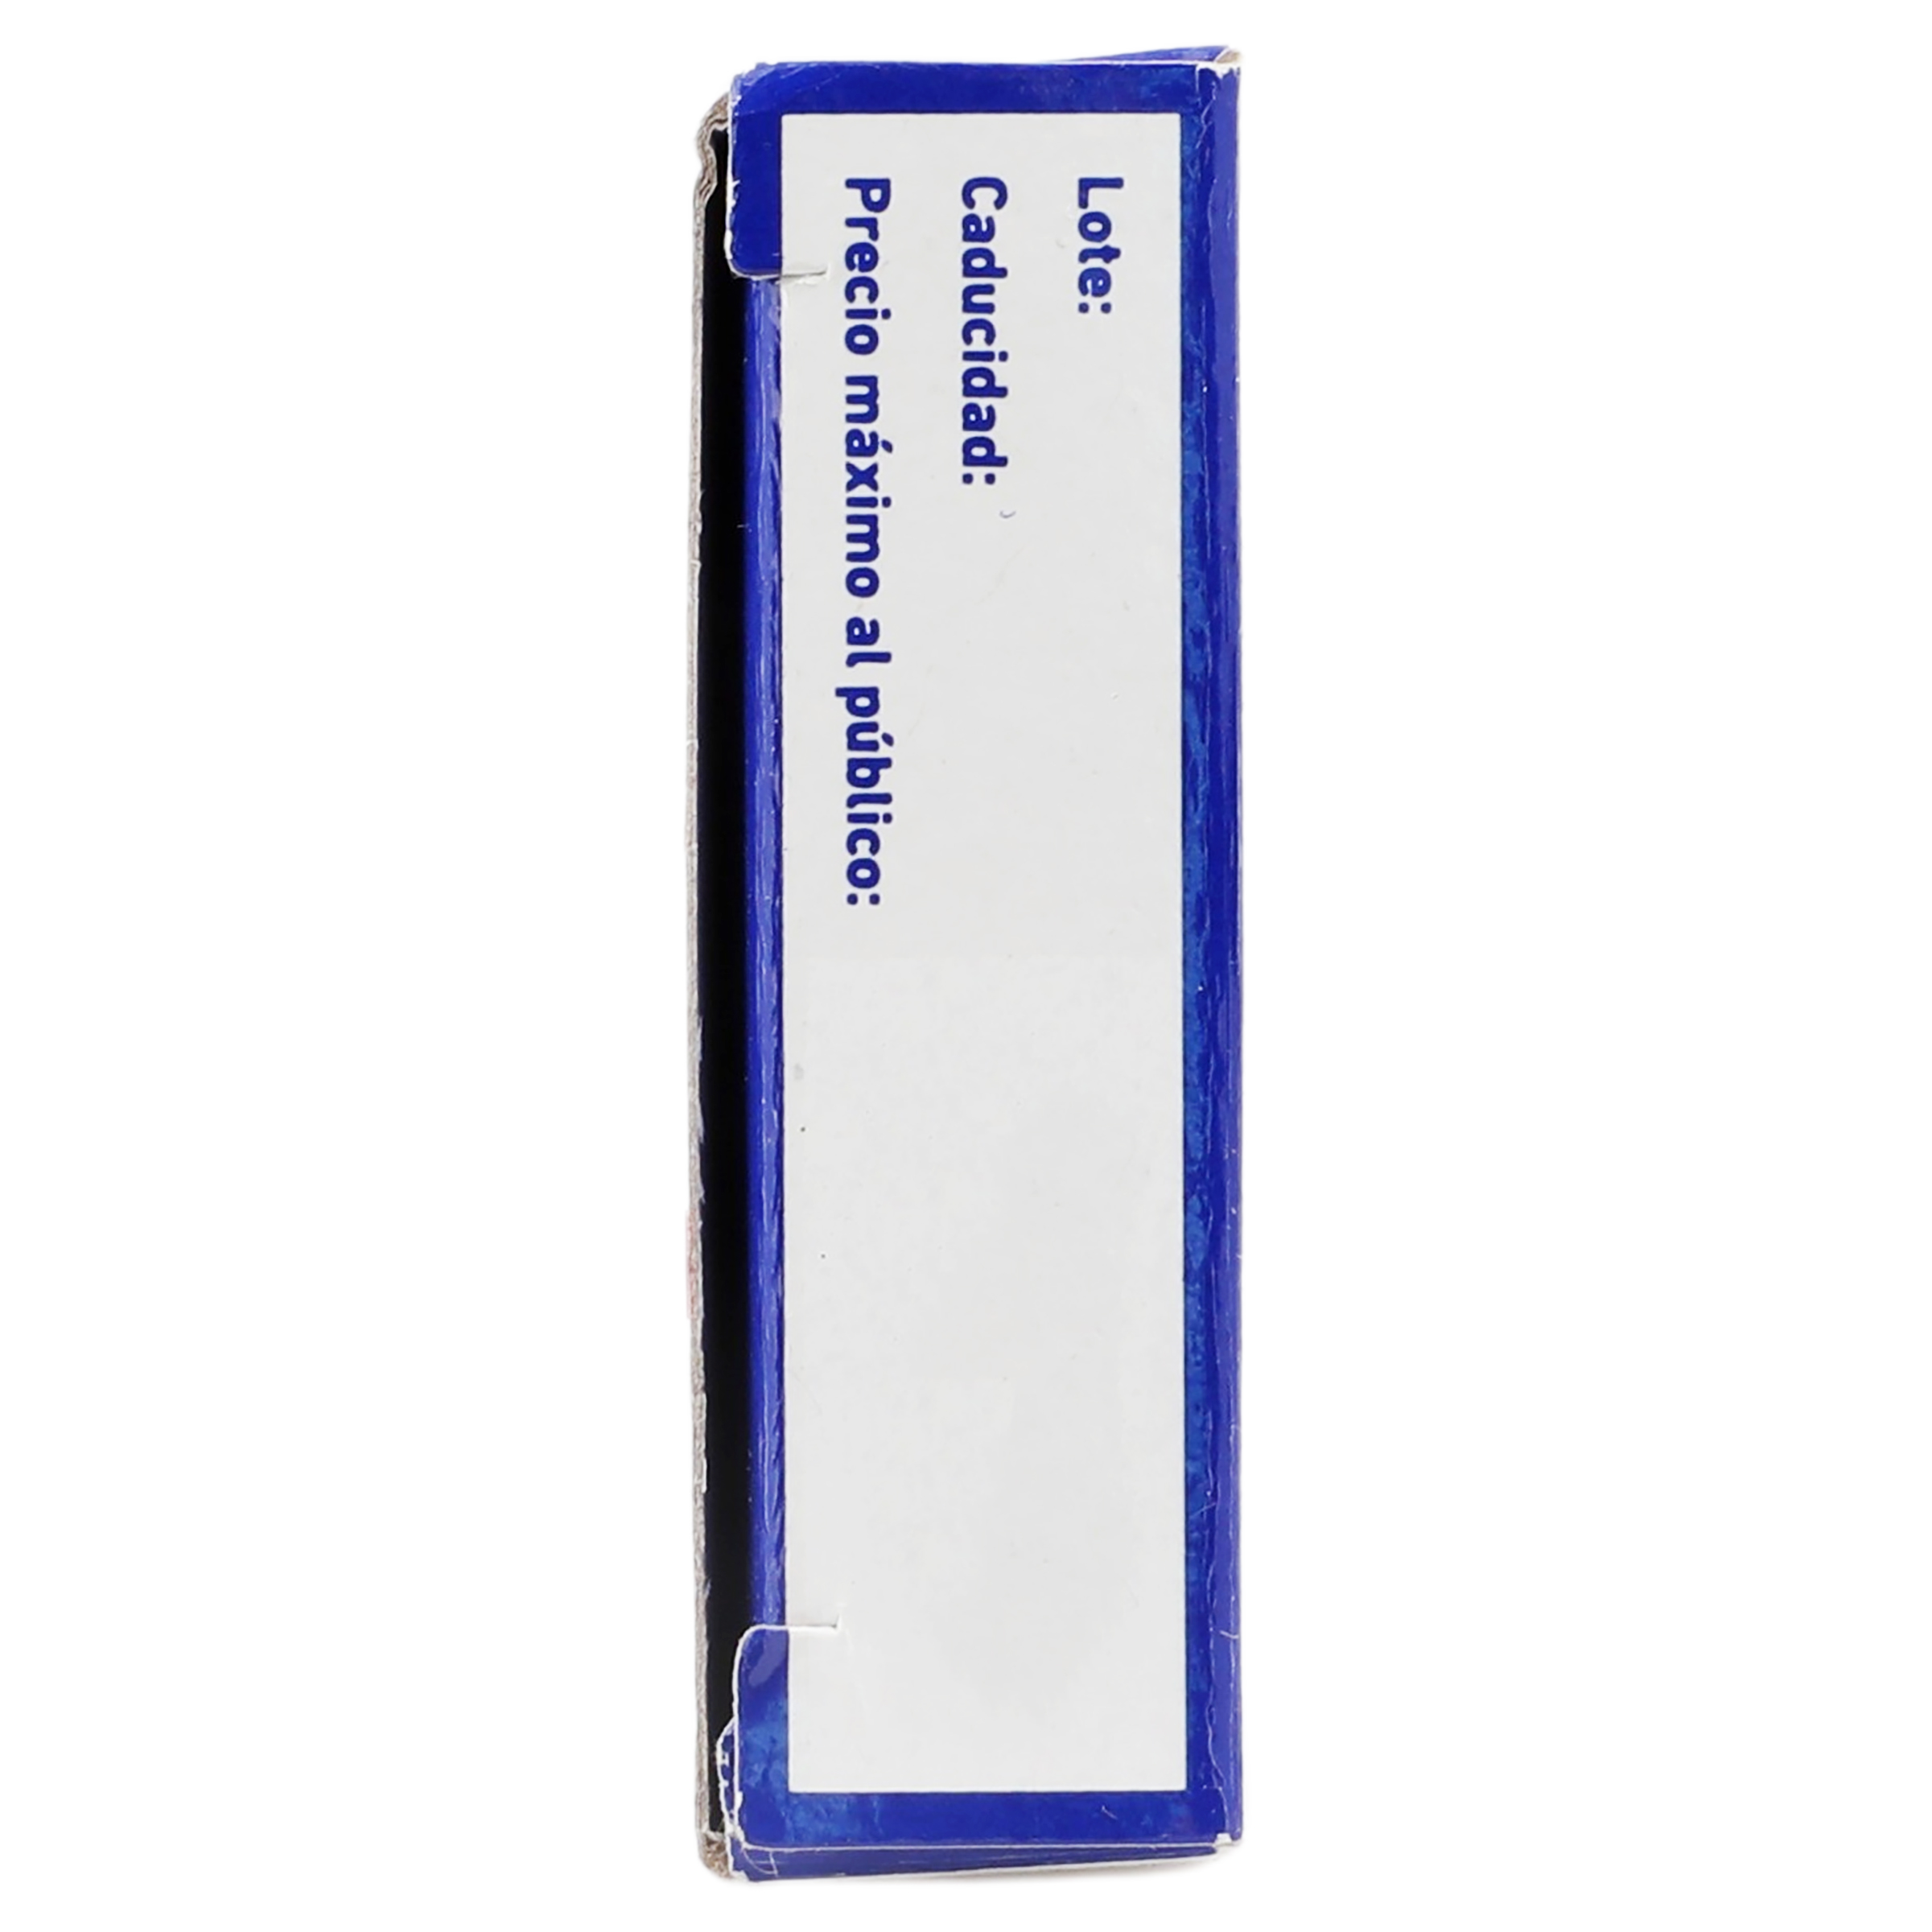 Lote:
Caducidad:
Precio máximo al público: